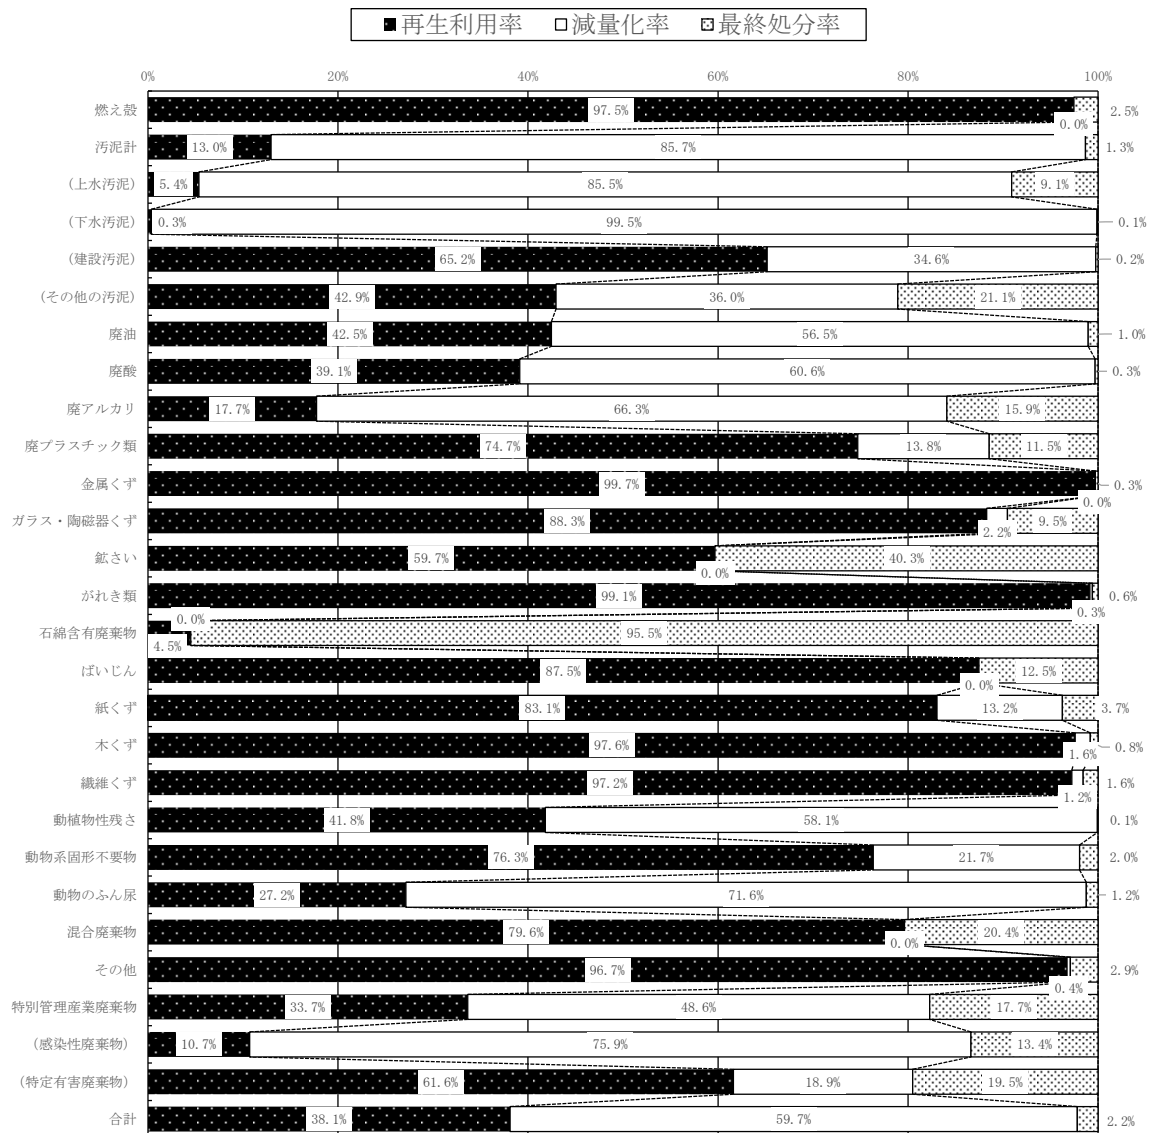 再生利用率 減量化率 最終処分率
0% 20% 40% 60% 80% 100%
燃え殻 97.5% 0.0% 2.5%
汚泥計 13.0% 85.7% 1.3%
(上水汚泥) 5.4% 85.5% 9.1%
(下水汚泥) 0.3% 99.5% 0.1%
(建設汚泥) 65.2% 34.6% 0.2%
(その他の汚泥) 42.9% 36.0% 21.1%
廃油 42.5% 56.5% 1.0%
廃酸 39.1% 60.6% 0.3%
廃アルカリ 17.7% 66.3% 15.9%
廃プラスチック類 74.7% 13.8% 11.5%
金属くず 99.7% 0.0% 0.3%
ガラス・陶磁器くず 88.3% 2.2% 9.5%
鉱さい 59.7% 0.0% 40.3%
がれき類 99.1% 0.3% 0.6%
石綿含有廃棄物 4.5% 0.0% 95.5%
ばいじん 87.5% 0.0% 12.5%
紙くず 83.1% 13.2% 3.7%
木くず 97.6% 1.6% 0.8%
繊維くず 97.2% 1.2% 1.6%
動植物性残さ 41.8% 58.1% 0.1%
動物系固形不要物 76.3% 21.7% 2.0%
動物のふん尿 27.2% 71.6% 1.2%
混合廃棄物 79.6% 0.0% 20.4%
その他 96.7% 0.4% 2.9%
特別管理産業廃棄物 33.7% 48.6% 17.7%
(感染性廃棄物) 10.7% 75.9% 13.4%
(特定有害廃棄物) 61.6% 18.9% 19.5%
合計 38.1% 59.7% 2.2%